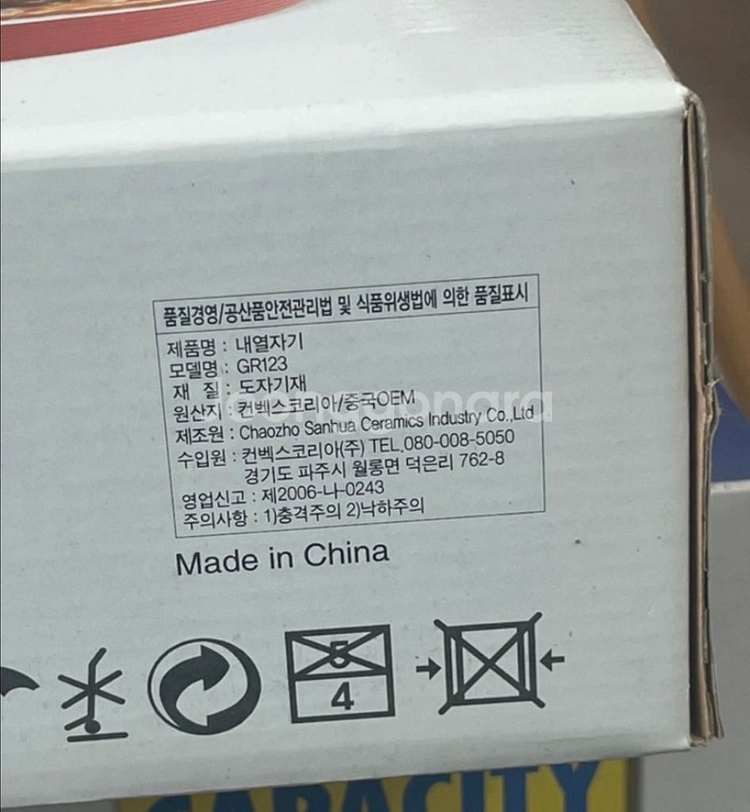 품질경영/공산품안전관리법 및 식품위생법에 의한 품질표시
제품명 : 내열자기
모델명 : GR123
재 질 : 도자기재
원산지 : 컨벡스코리아/중국OEM
제조원 : Chaozho Sanhua Ceramics Industry Co.,Ltd
수입원 : 컨벡스코리아(주) TEL.080-008-5050
경기도 파주시 월롱면 덕은리 762-8
영업신고 : 제2006-나-0243
주의사항 : 1)충격주의 2)낙하주의
Made in China
5
4
CAPACITY